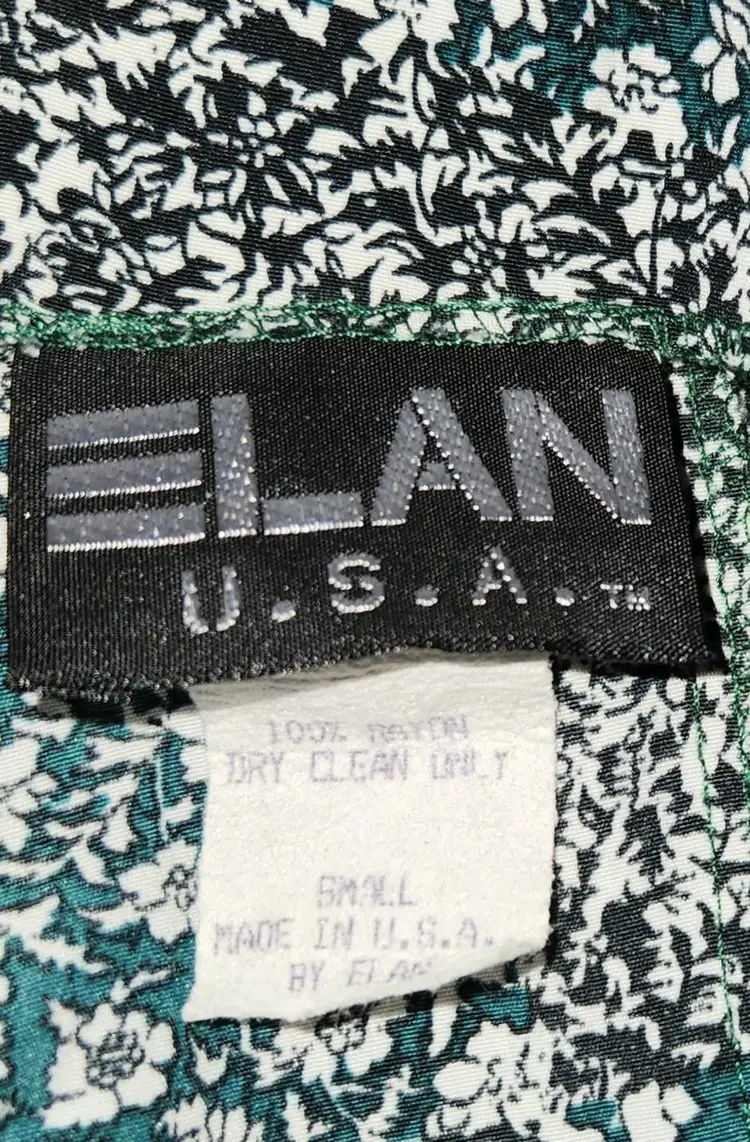 ELAN
U.S.A.™
100% RAYON
DRY CLEAN ONLY
SMALL
MADE IN U.S.A.
BY ELAN